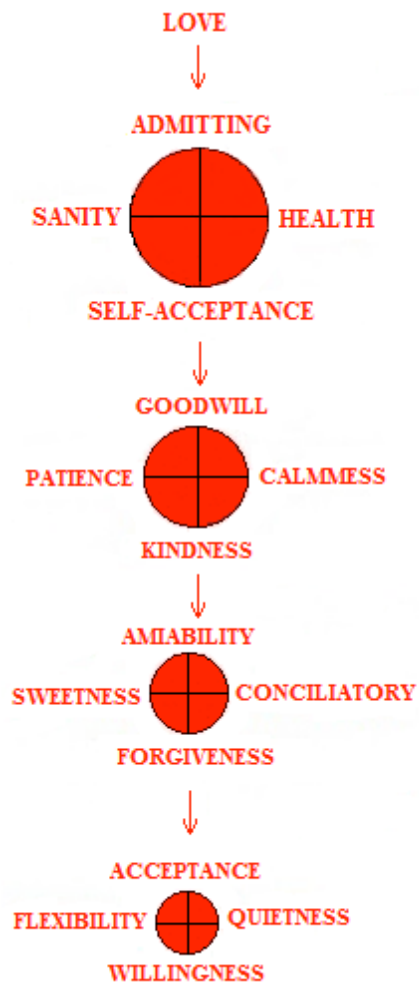 LOVE
ADMITTING
SANITY HEALTH
SELF-ACCEPTANCE
GOODWILL
PATIENCE CALMMESS
KINDNESS
AMIABILITY
SWEETNESS CONCILIATORY
FORGIVENESS
ACCEPTANCE
FLEXIBILITY QUIETNESS
WILLINGNESS